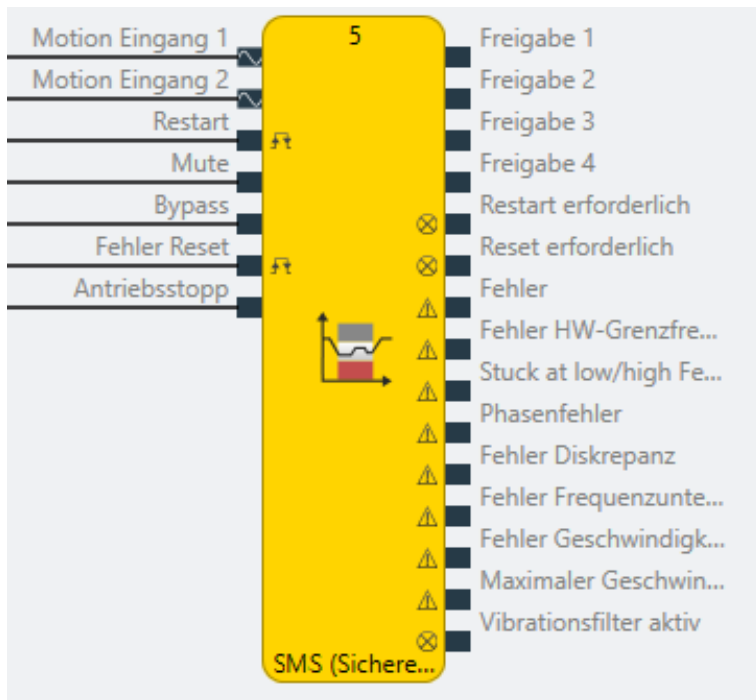 5
Motion Eingang 1
Motion Eingang 2
Restart
Mute
Bypass
Fehler Reset
Antriebsstopp
Freigabe 1
Freigabe 2
Freigabe 3
Freigabe 4
Restart erforderlich
Reset erforderlich
Fehler
Fehler HW-Grenzfre...
Stuck at low/high Fe...
Phasenfehler
Fehler Diskrepanz
Fehler Frequenzunte...
Fehler Geschwindigk...
Maximaler Geschwin...
Vibrationsfilter aktiv
SMS (Sichere...